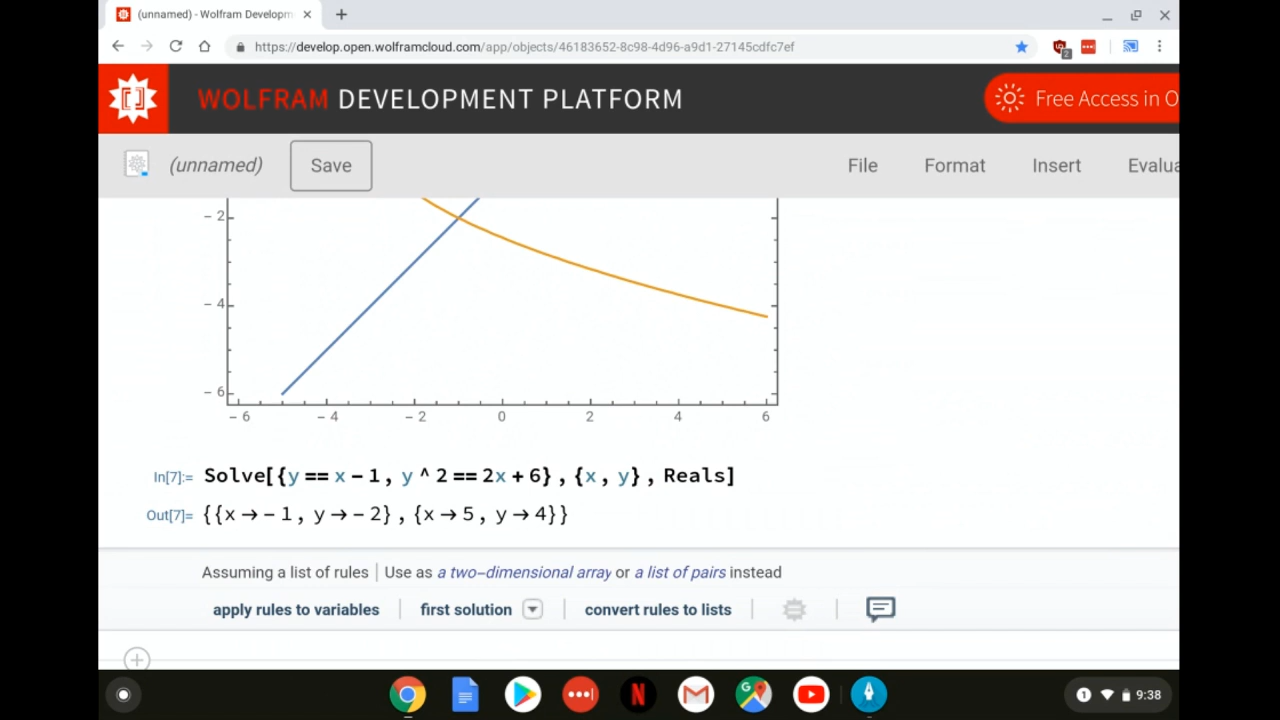 (unnamed) - Wolfram Developm
https://develop.open.wolframcloud.com/app/objects/46183652-8c98-4d96-a9d1-27145cdfc7ef
2
WOLFRAM DEVELOPMENT PLATFORM
Free Access in O
(unnamed)
Save
File
Format
Insert
Evalua
- 2
- 4
- 6
- 6 - 4 - 2 0 2 4 6
In[7]:= Solve[{y == x - 1, y ^ 2 == 2x + 6}, {x, y}, Reals]
Out[7]= {{x → - 1, y → - 2}, {x → 5, y → 4}}
Assuming a list of rules | Use as a two-dimensional array or a list of pairs instead
apply rules to variables | first solution | convert rules to lists
N
G
1
9:38